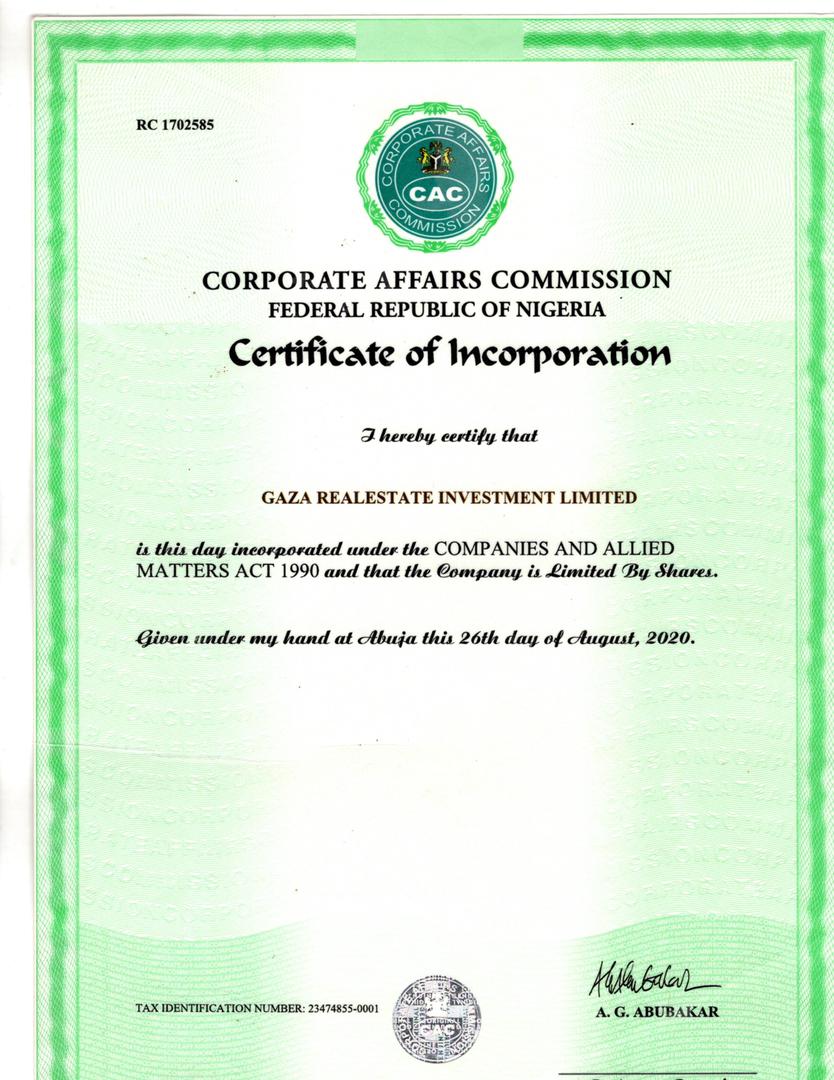 RC 1702585
CORPORATE AFFAIRS
CAC
COMMISSION
CORPORATE AFFAIRS COMMISSION
FEDERAL REPUBLIC OF NIGERIA
Certificate of Incorporation
I hereby certify that
GAZA REALESTATE INVESTMENT LIMITED
is this day incorporated under the COMPANIES AND ALLIED
MATTERS ACT 1990 and that the Company is Limited By Shares.
Given under my hand at Abuja this 26th day of August, 2020.
TAX IDENTIFICATION NUMBER: 23474855-0001
CAC
A. G. ABUBAKAR